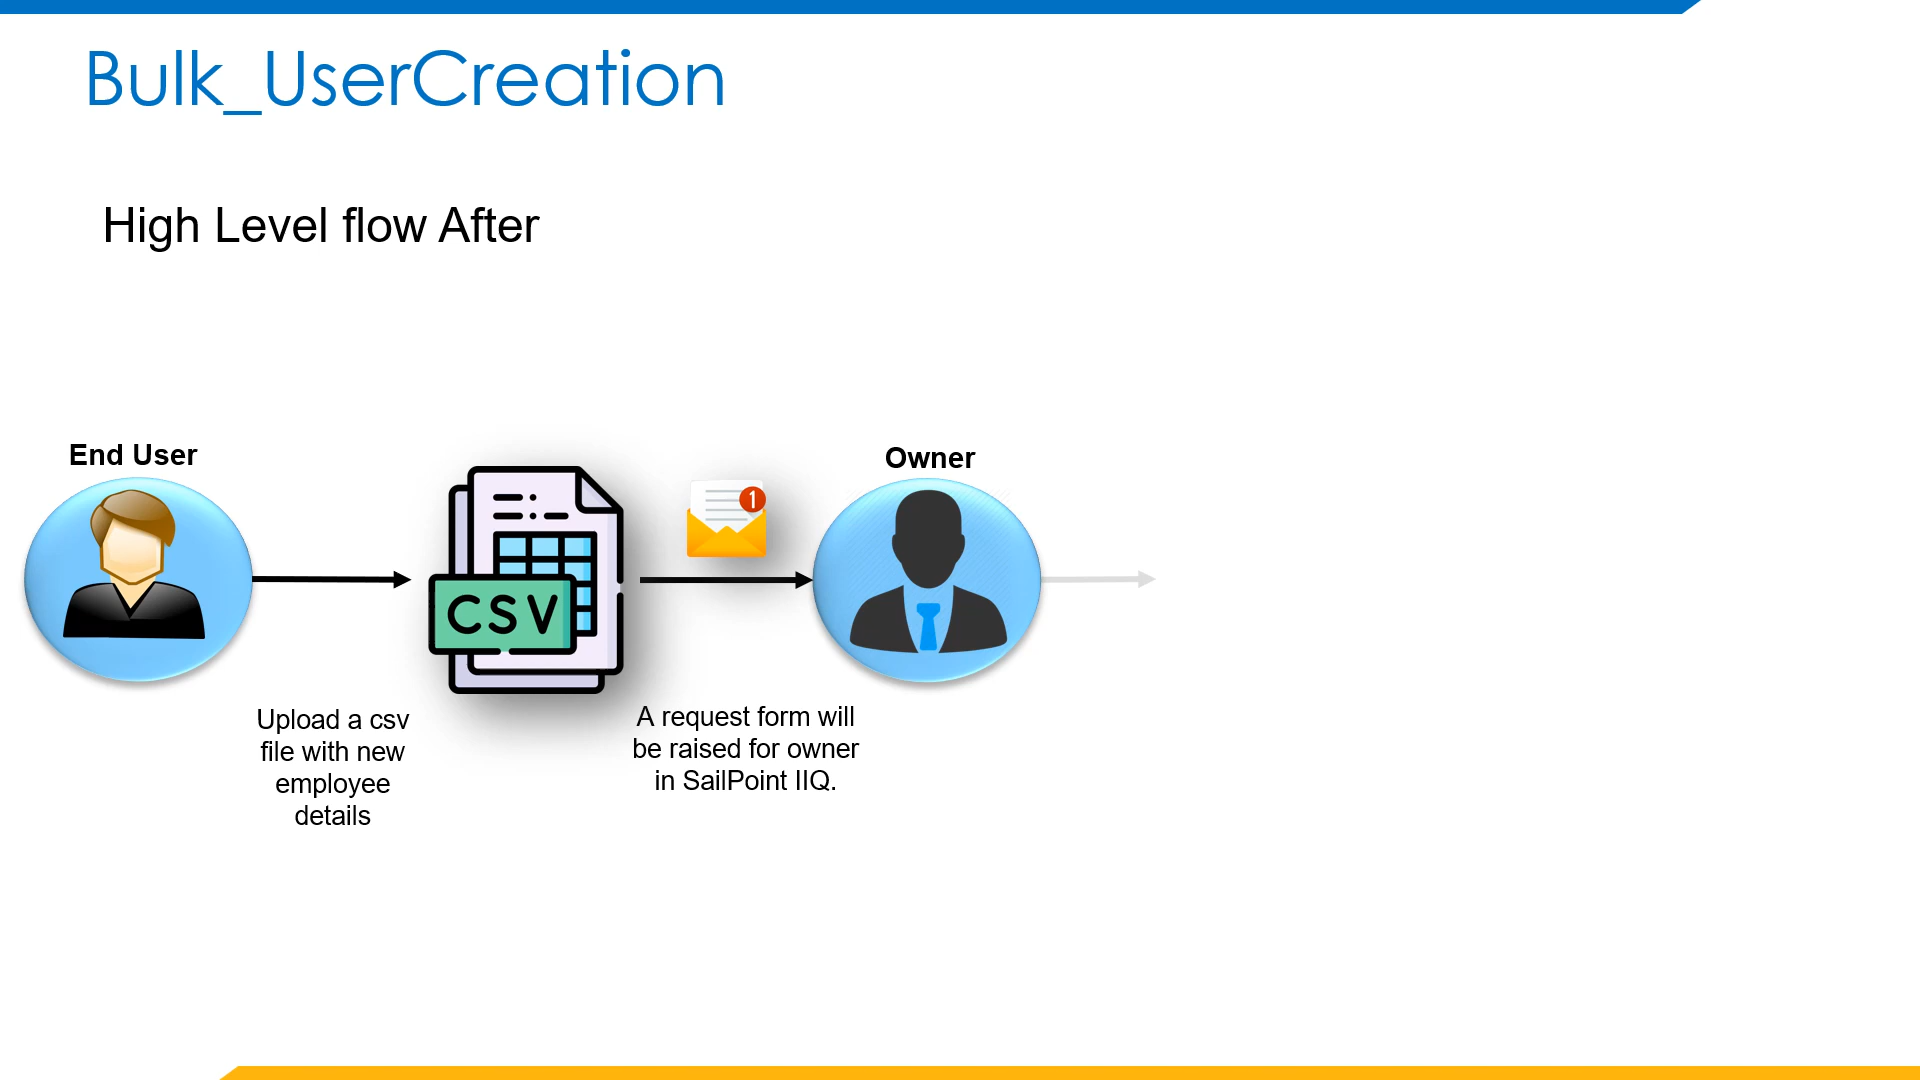 Bulk_UserCreation
High Level flow After
End User
Owner
1
CSV
Upload a csv
file with new
employee
details
A request form will
be raised for owner
in SailPoint IIQ.